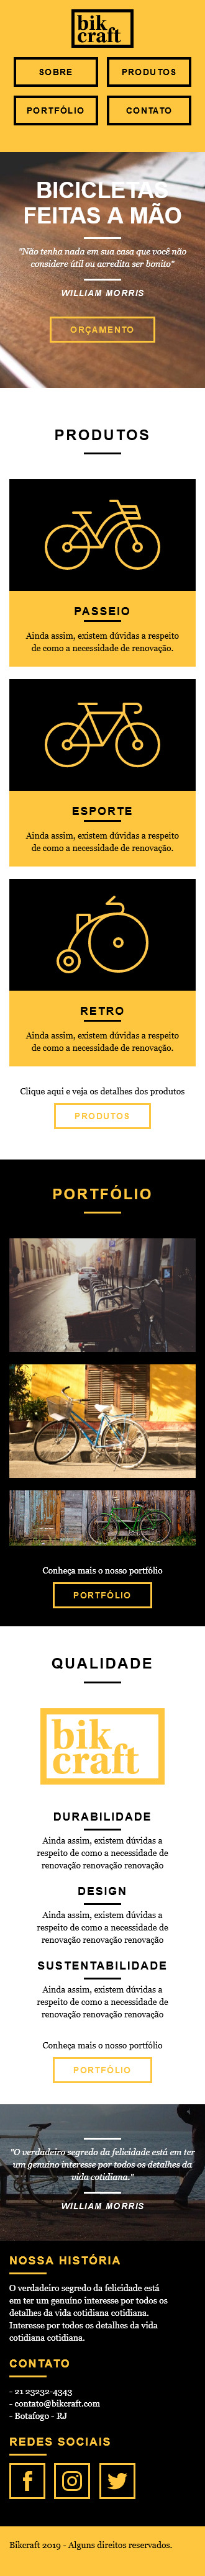 bik
craft
SOBRE
PRODUTOS
PORTFÓLIO
CONTATO
BICICLETAS
FEITAS A MÃO
"Não tenha nada em sua casa que você não
considere útil ou acredita ser bonito"
WILLIAM MORRIS
ORÇAMENTO
PRODUTOS
PASSEIO
Ainda assim, existem dúvidas a respeito
de como a necessidade de renovação.
ESPORTE
Ainda assim, existem dúvidas a respeito
de como a necessidade de renovação.
RETRO
Ainda assim, existem dúvidas a respeito
de como a necessidade de renovação.
Clique aqui e veja os detalhes dos produtos
PRODUTOS
PORTFÓLIO
Conheça mais o nosso portfólio
PORTFÓLIO
QUALIDADE
bik
craft
DURABILIDADE
Ainda assim, existem dúvidas a
respeito de como a necessidade de
renovação renovação
DESIGN
Ainda assim, existem dúvidas a
respeito de como a necessidade de
renovação renovação
SUSTENTABILIDADE
Ainda assim, existem dúvidas a
respeito de como a necessidade de
renovação renovação
Conheça mais o nosso portfólio
PORTFÓLIO
"O verdadeiro segredo da felicidade está em ter
um genuíno interesse por todos os detalhes da
vida cotidiana."
WILLIAM MORRIS
NOSSA HISTÓRIA
O verdadeiro segredo da felicidade está
em ter um genuíno interesse por todos os
detalhes da vida cotidiana cotidiana.
Interesse por todos os detalhes da vida
cotidiana cotidiana.
CONTATO
- 21 23232-4343
- contato@bikcraft.com
- Botafogo - RJ
REDES SOCIAIS
Bikcraft 2019 - Alguns direitos reservados.